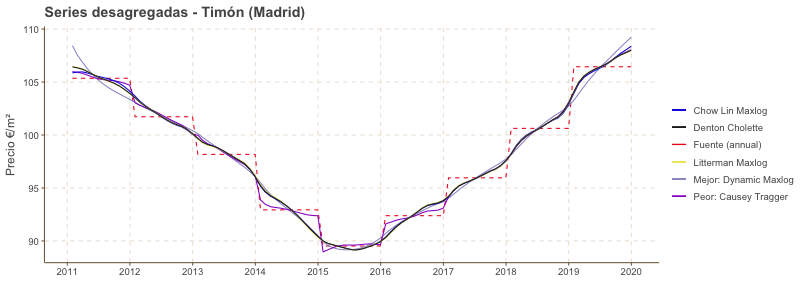 Series desagregadas - Timón (Madrid)
Precio €/m²
110
105
100
95
90
2011 2012 2013 2014 2015 2016 2017 2018 2019 2020
Chow Lin Maxlog
Denton Cholette
Fuente (annual)
Litterman Maxlog
Mejor: Dynamic Maxlog
Peor: Causey Tragger